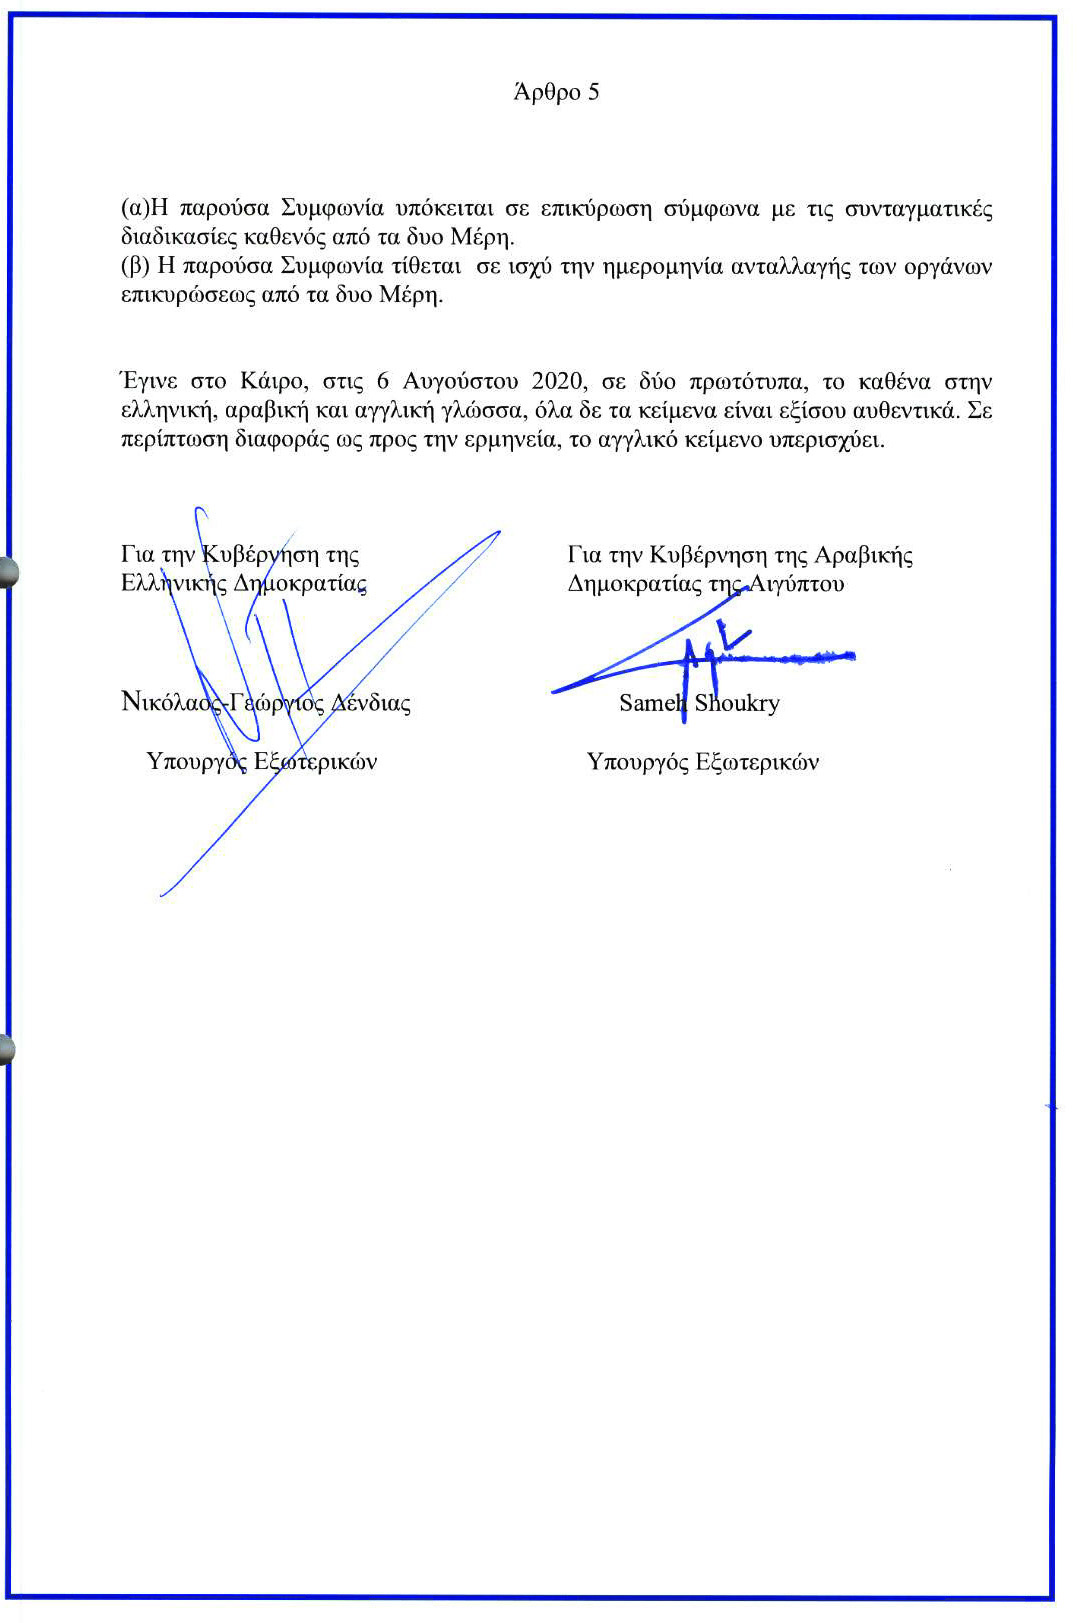 Άρθρο 5
(α)Η παρούσα Συμφωνία υπόκειται σε επικύρωση σύμφωνα με τις συνταγματικές
διαδικασίες καθενός από τα δυο Μέρη.
(β) Η παρούσα Συμφωνία τίθεται σε ισχύ την ημερομηνία ανταλλαγής των οργάνων
επικυρώσεως από τα δυο Μέρη.
Έγινε στο Κάιρο, στις 6 Αυγούστου 2020, σε δύο πρωτότυπα, το καθένα στην
ελληνική, αραβική και αγγλική γλώσσα, όλα δε τα κείμενα είναι εξίσου αυθεντικά. Σε
περίπτωση διαφοράς ως προς την ερμηνεία, το αγγλικό κείμενο υπερισχύει.
Για την Κυβέρνηση της
Ελληνικής Δημοκρατίας
Νικόλαος-Γεώργιος Δένδιας
Υπουργός Εξωτερικών
Για την Κυβέρνηση της Αραβικής
Δημοκρατίας της Αιγύπτου
Sameh Shoukry
Υπουργός Εξωτερικών